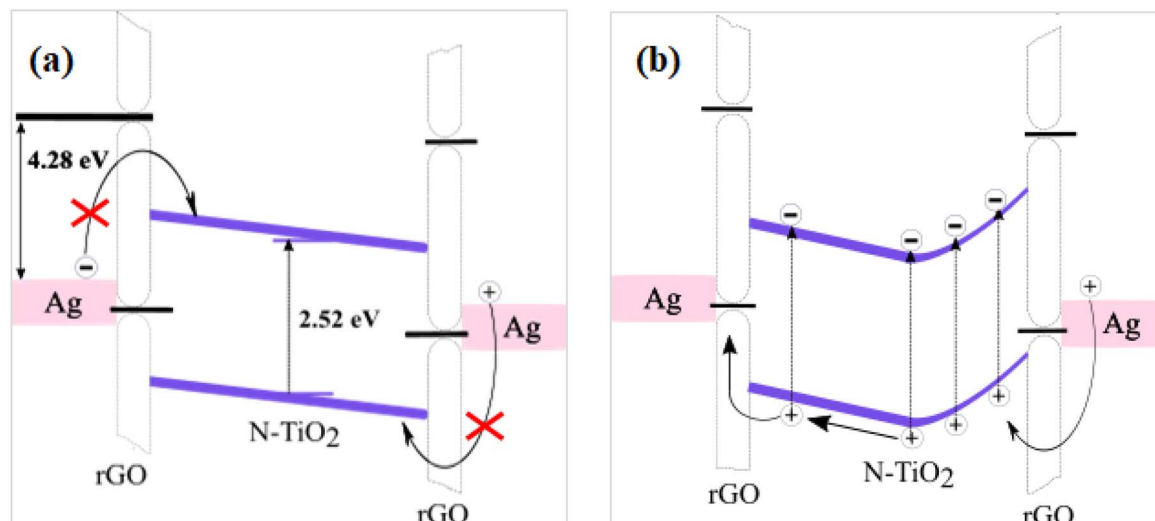 (a)
4.28 eV
Ag
2.52 eV
Ag
N-TiO2
rGO
rGO
(b)
Ag
Ag
N-TiO2
rGO
rGO